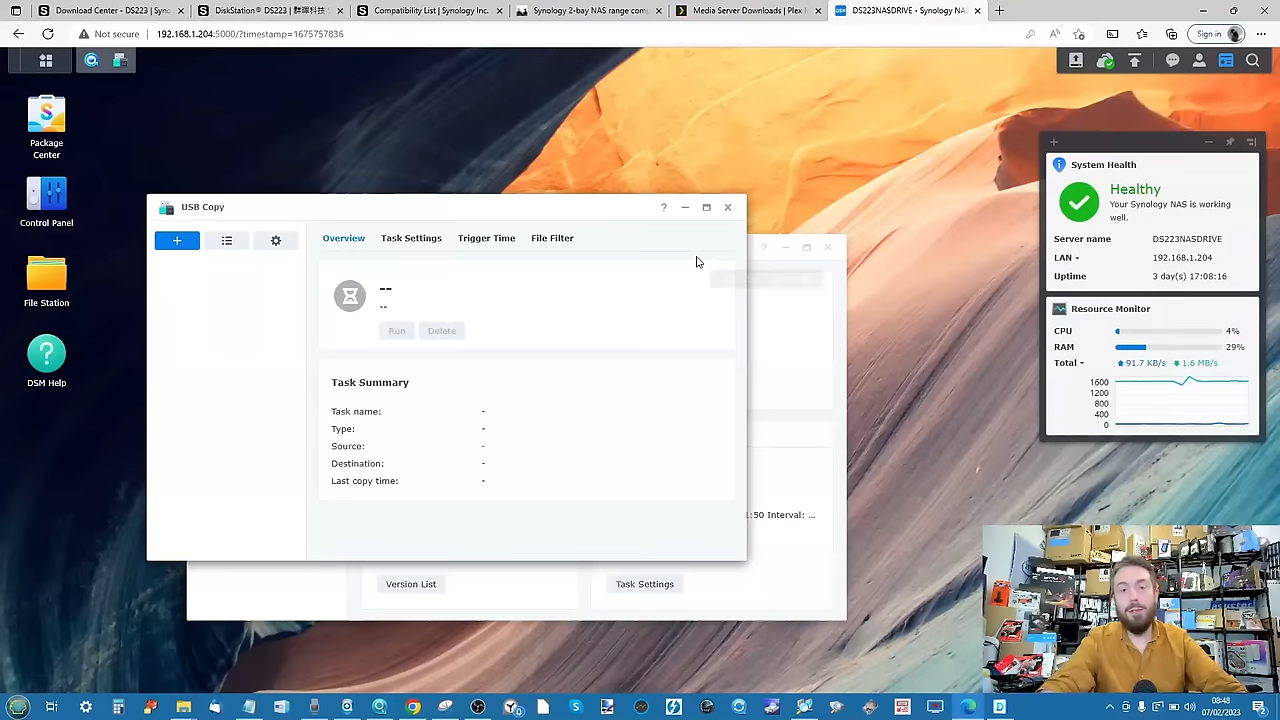 Download Center - DS223 | Sync
DiskStation® DS223 | 群暉科技
Compatibility List | Synology Inc.
Synology 2-bay NAS range com
Media Server Downloads | Plex M
DS223NASDRIVE - Synology NAS
Not secure
192.168.1.204:5000/?timestamp=1675757836
Sign in
Package
Center
Control Panel
File Station
DSM Help
USB Copy
Overview
Task Settings
Trigger Time
File Filter
--
--
Run
Delete
Task Summary
Task name: -
Type: -
Source: -
Destination: -
Last copy time: -
1:50 Interval: ...
Version List
Task Settings
System Health
Healthy
Your Synology NAS is working
well.
Server name DS223NASDRIVE
LAN 192.168.1.204
Uptime 3 day(s) 17:08:16
Resource Monitor
CPU 4%
RAM 29%
Total 91.7 KB/s 1.6 MB/s
1600
1200
800
400
0
08:48
07/02/2023